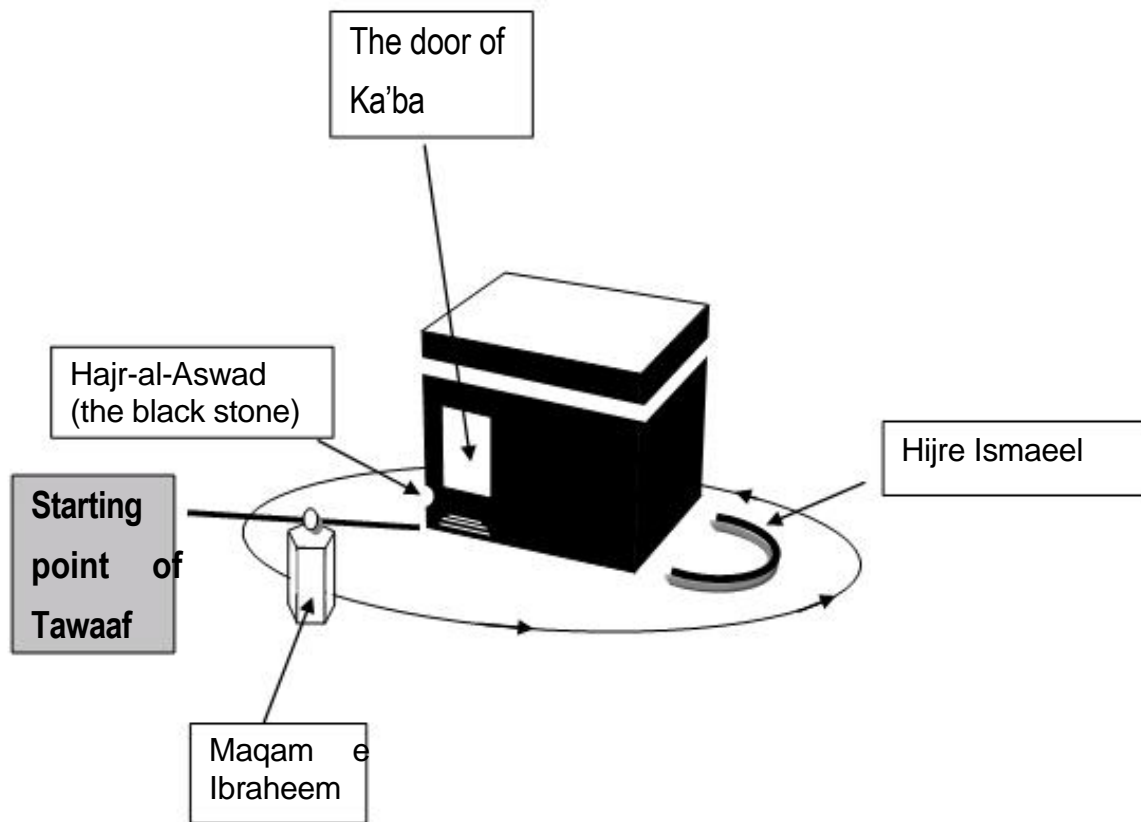 The door of
Ka’ba
Hajr-al-Aswad
(the black stone)
Hijre Ismaeel
Starting
point of
Tawaaf
Maqam e
Ibraheem